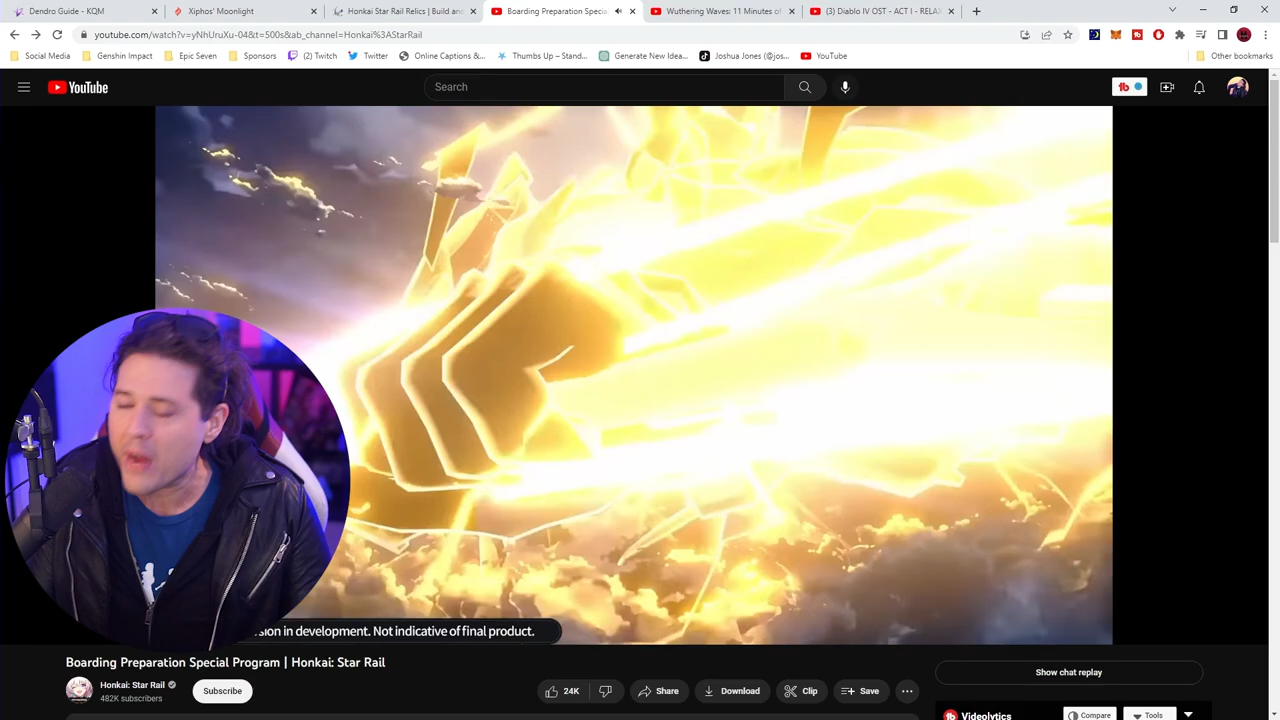 Dendro Guide - KQM
Xiphos' Moonlight
Honkai Star Rail Relics | Build and
Boarding Preparation Specia
Wuthering Waves: 11 Minutes of
(3) Diablo IV OST - ACT I - RELAX
youtube.com/watch?v=yNhUruXu-04&t=500s&ab_channel=Honkai%3AStarRail
Social Media
Genshin Impact
Epic Seven
Sponsors
(2) Twitch
Twitter
Online Captions &...
Thumbs Up – Stand...
Generate New Idea...
Joshua Jones (@jos...
YouTube
Other bookmarks
YouTube
Search
sion in development. Not indicative of final product.
Boarding Preparation Special Program | Honkai: Star Rail
Honkai: Star Rail
482K subscribers
Subscribe
24K
Share
Download
Clip
Save
Show chat replay
Videolytics
Compare
Tools